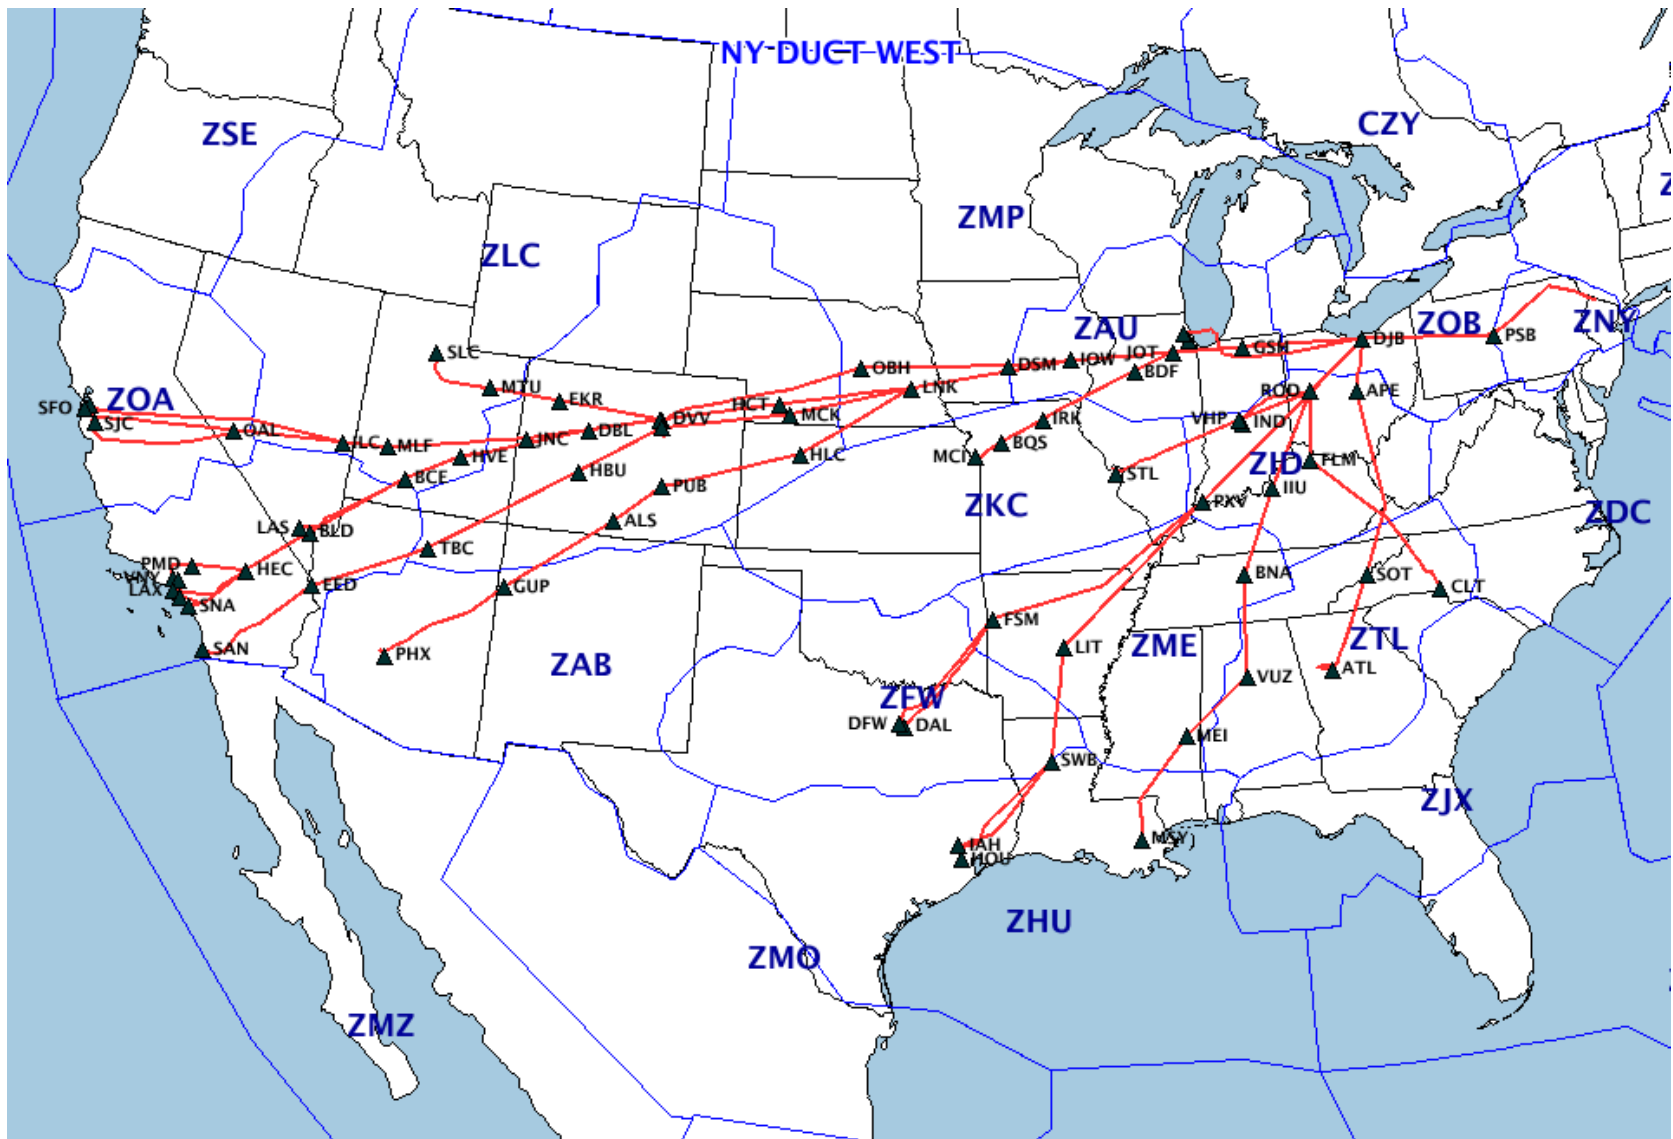 NY DUCT WEST
ZSE
CZY
Z
ZMP
ZLC
ZAU
ZOB
ZNY
DJB
PSB
JOT
GSH
IOW
DSM
OBH
BDF
SLC
MTU
EKR
LNK
ROD
APE
ZOA
SFO
SJC
OAL
HCT
MCK
DVV
DBL
JNC
ILC
MLF
HVE
BCE
HBU
HLC
IRK
BQS
MCI
VHP
IND
STL
ZID
FLM
IIU
PXV
PUB
ALS
ZKC
ZDC
LAS
BLD
TBC
PMD
HEC
VNY
LAX
SNA
EED
GUP
BNA
SOT
CLT
FSM
LIT
ZME
ZTL
SAN
PHX
ZAB
VUZ
ATL
ZFW
DFW
DAL
MEI
SWB
ZJX
IAH
HOU
MSY
ZHU
ZMO
ZMZ